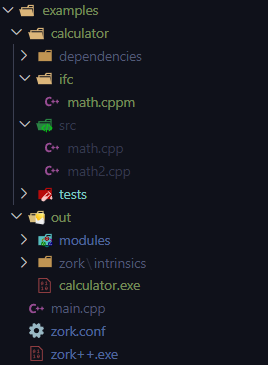 examples
calculator
dependencies
ifc
math.cppm
src
math.cpp
math2.cpp
tests
out
modules
zork\intrinsics
calculator.exe
main.cpp
zork.conf
zork++.exe